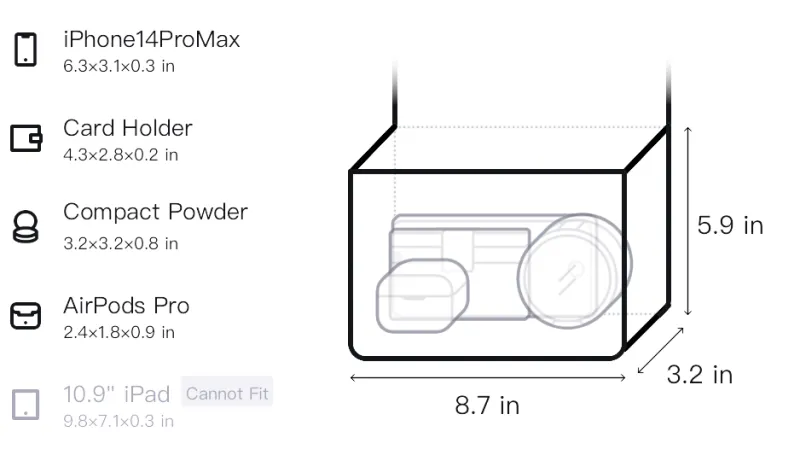 iPhone14ProMax
6.3×3.1×0.3 in
Card Holder
4.3×2.8×0.2 in
Compact Powder
3.2×3.2×0.8 in
AirPods Pro
2.4×1.8×0.9 in
10.9" iPad Cannot Fit
9.8×7.1×0.3 in
5.9 in
3.2 in
8.7 in